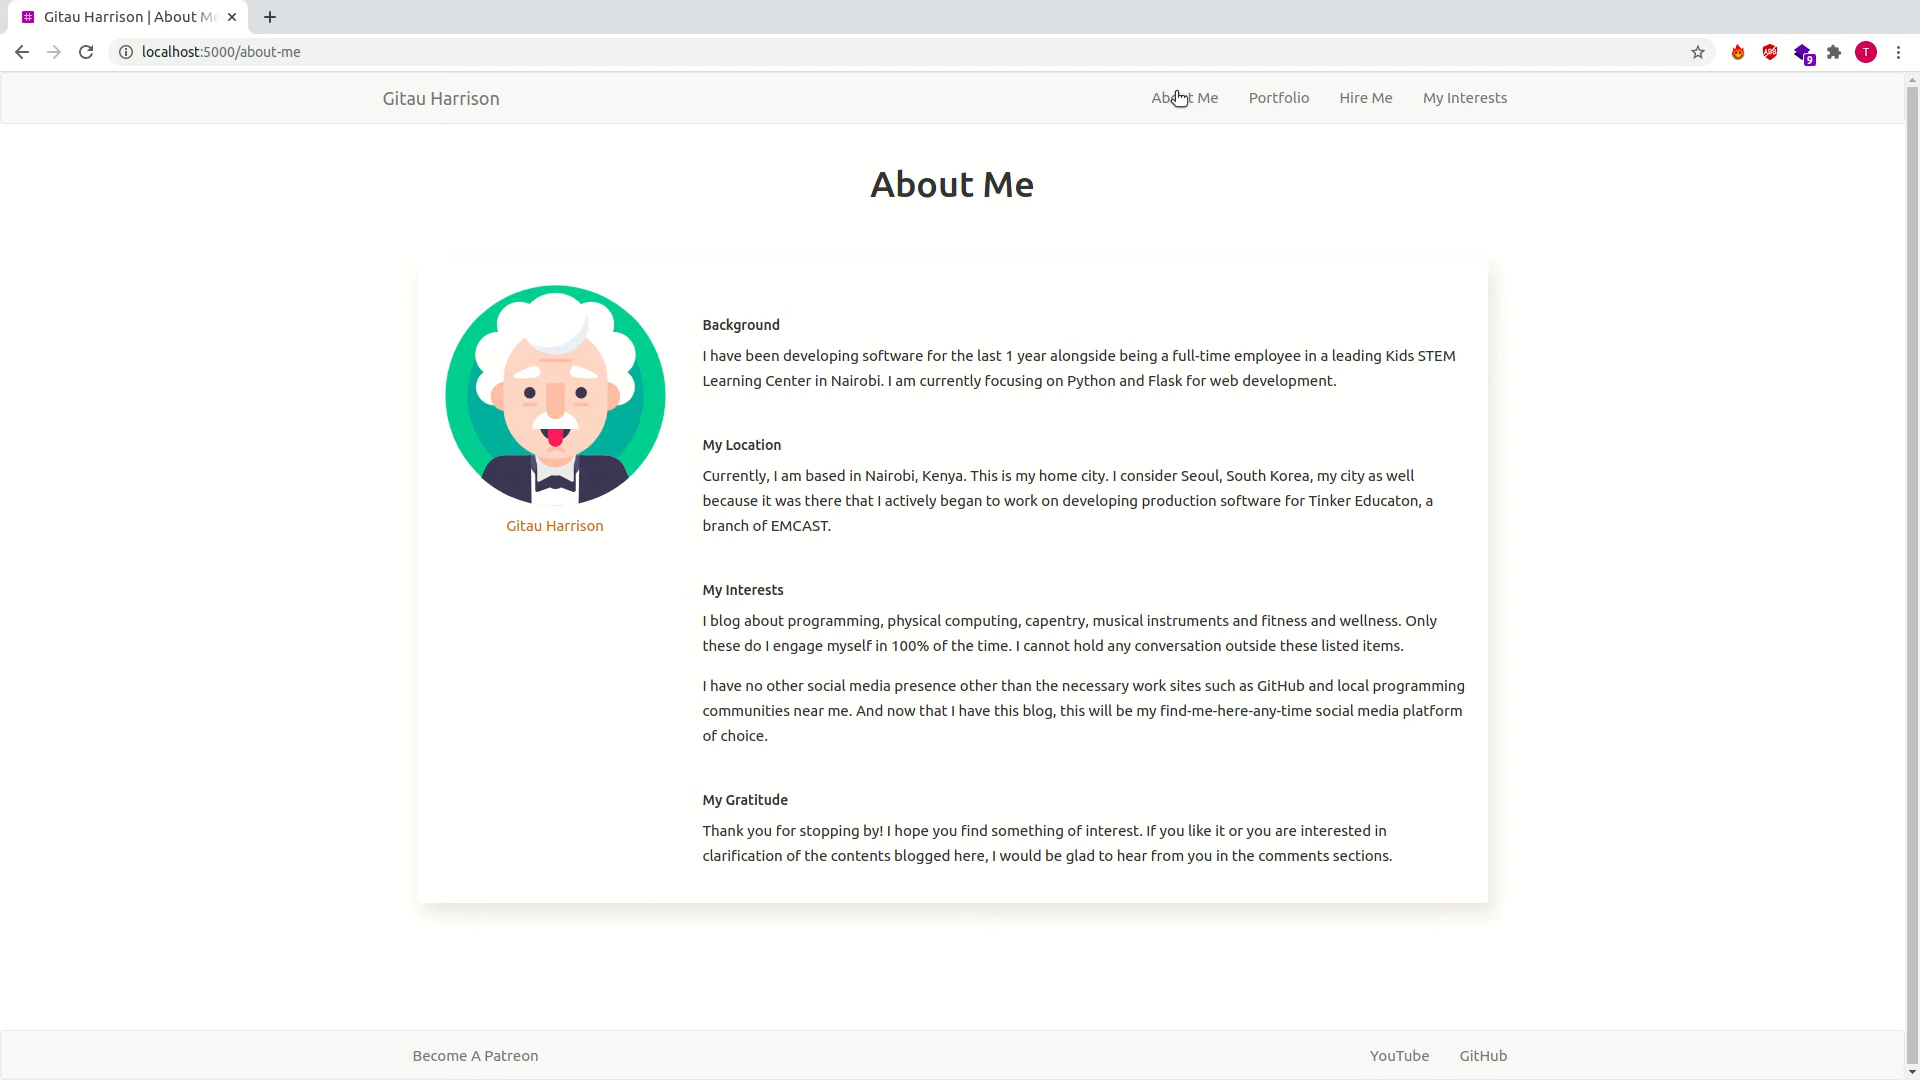 Gitau Harrison | About Me
localhost:5000/about-me
ABP
9
T
Gitau Harrison
About Me
Portfolio
Hire Me
My Interests
About Me
Gitau Harrison
Background
I have been developing software for the last 1 year alongside being a full-time employee in a leading Kids STEM
Learning Center in Nairobi. I am currently focusing on Python and Flask for web development.
My Location
Currently, I am based in Nairobi, Kenya. This is my home city. I consider Seoul, South Korea, my city as well
because it was there that I actively began to work on developing production software for Tinker Educaton, a
branch of EMCAST.
My Interests
I blog about programming, physical computing, capentry, musical instruments and fitness and wellness. Only
these do I engage myself in 100% of the time. I cannot hold any conversation outside these listed items.
I have no other social media presence other than the necessary work sites such as GitHub and local programming
communities near me. And now that I have this blog, this will be my find-me-here-any-time social media platform
of choice.
My Gratitude
Thank you for stopping by! I hope you find something of interest. If you like it or you are interested in
clarification of the contents blogged here, I would be glad to hear from you in the comments sections.
Become A Patreon
YouTube
GitHub